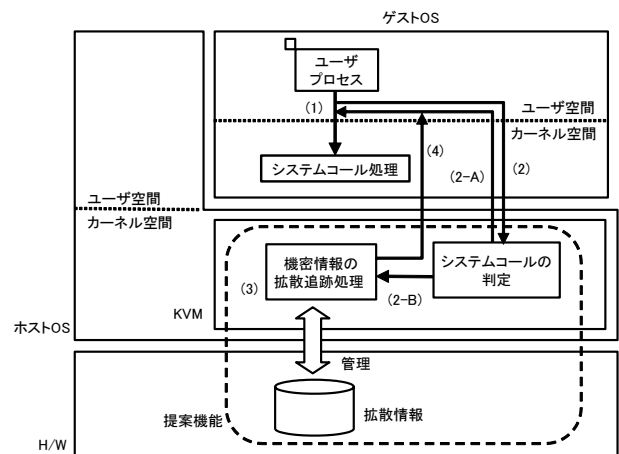 ゲストOS
ユーザ
プロセス
(1)
ユーザ空間
カーネル空間
(4)
(2)
システムコール処理
(2-A)
ユーザ空間
カーネル空間
機密情報の
拡散追跡処理
システムコールの
判定
(3)
(2-B)
KVM
ホストOS
管理
提案機能
拡散情報
H/W